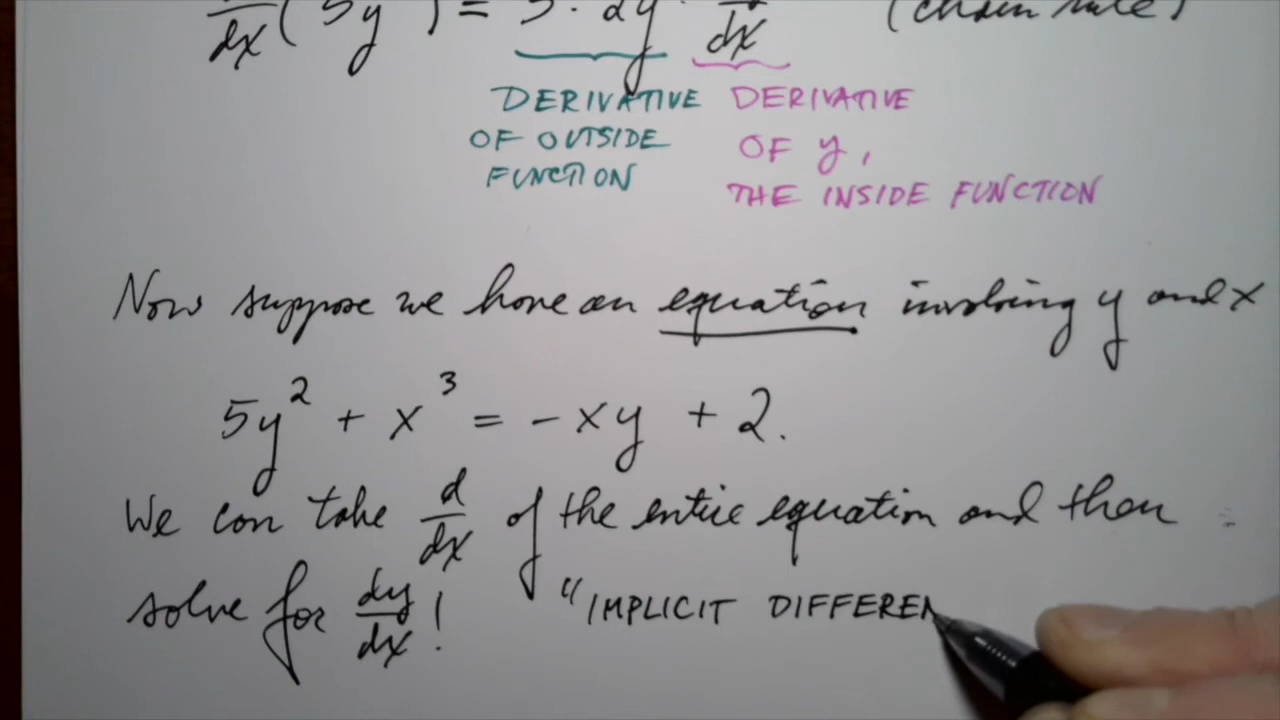 d/dx (5y ) = 5 · 2y · /dx (chain rule)
DERIVATIVE DERIVATIVE
OF OUTSIDE OF y,
FUNCTION THE INSIDE FUNCTION
Now suppose we have an equation involving y and x
5y² + x³ = -xy + 2.
We can take d/dx of the entire equation and then
solve for dy/dx! "IMPLICIT DIFFEREN